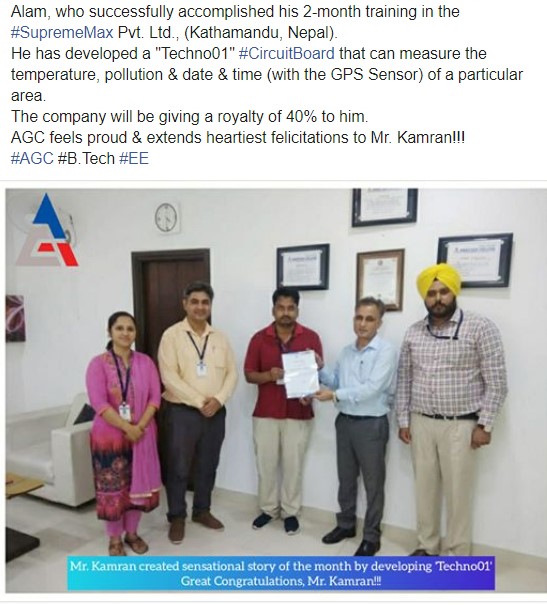 Alam, who successfully accomplished his 2-month training in the
#SupremeMax Pvt. Ltd., (Kathamandu, Nepal).
He has developed a "Techno01" #CircuitBoard that can measure the
temperature, pollution & date & time (with the GPS Sensor) of a particular
area.
The company will be giving a royalty of 40% to him.
AGC feels proud & extends heartiest felicitations to Mr. Kamran!!!
#AGC #B.Tech #EE
Mr. Kamran created sensational story of the month by developing 'Techno01'
Great Congratulations, Mr. Kamran!!!